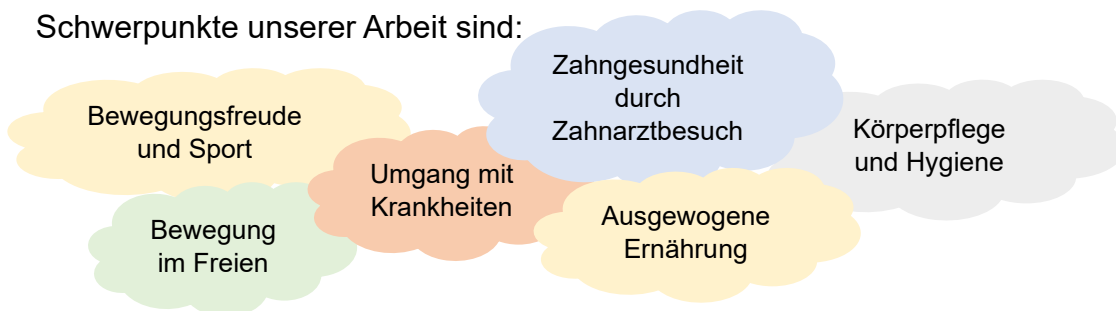 Schwerpunkte unserer Arbeit sind:
Bewegungsfreude
und Sport
Bewegung
im Freien
Umgang mit
Krankheiten
Zahngesundheit
durch
Zahnarztbesuch
Ausgewogene
Ernährung
Körperpflege
und Hygiene